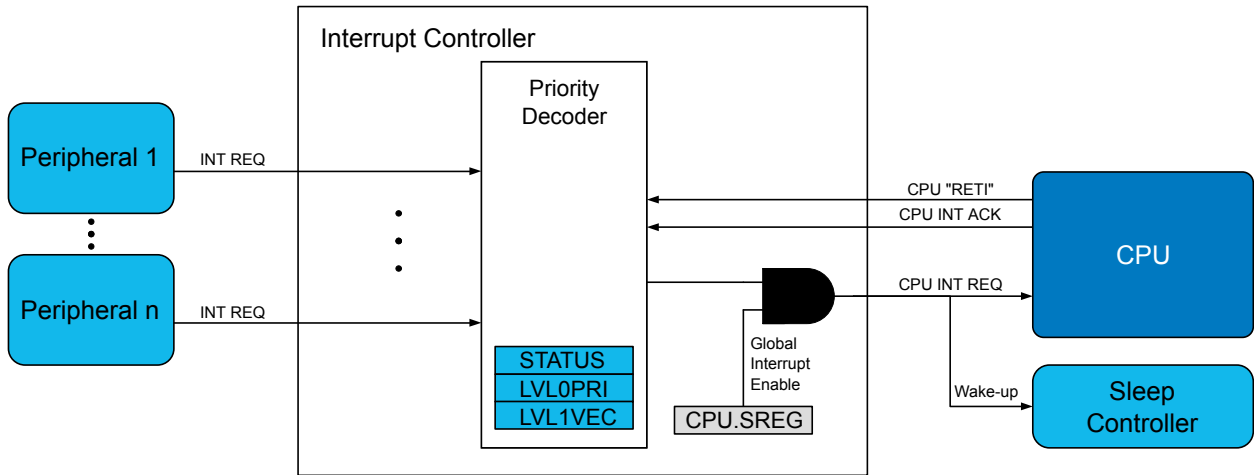 Interrupt Controller
Priority
Decoder
Peripheral 1
INT REQ
Peripheral n
INT REQ
STATUS
LVL0PRI
LVL1VEC
CPU "RETI"
CPU INT ACK
CPU INT REQ
Global
Interrupt
Enable
CPU.SREG
CPU
Wake-up
Sleep
Controller